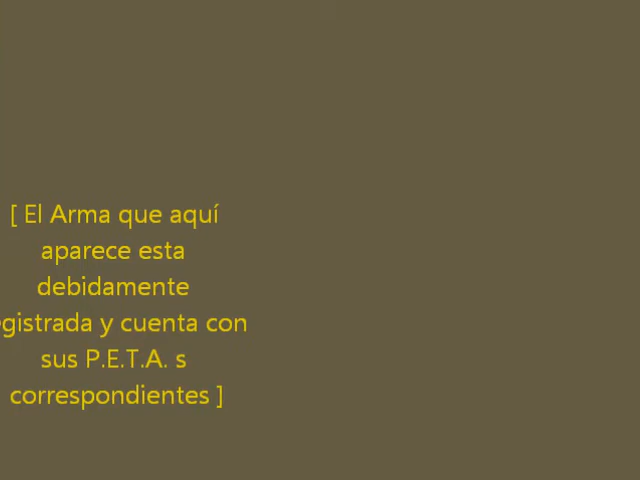 [ El Arma que aquí
aparece esta
debidamente
egistrada y cuenta con
sus P.E.T.A. s
correspondientes ]